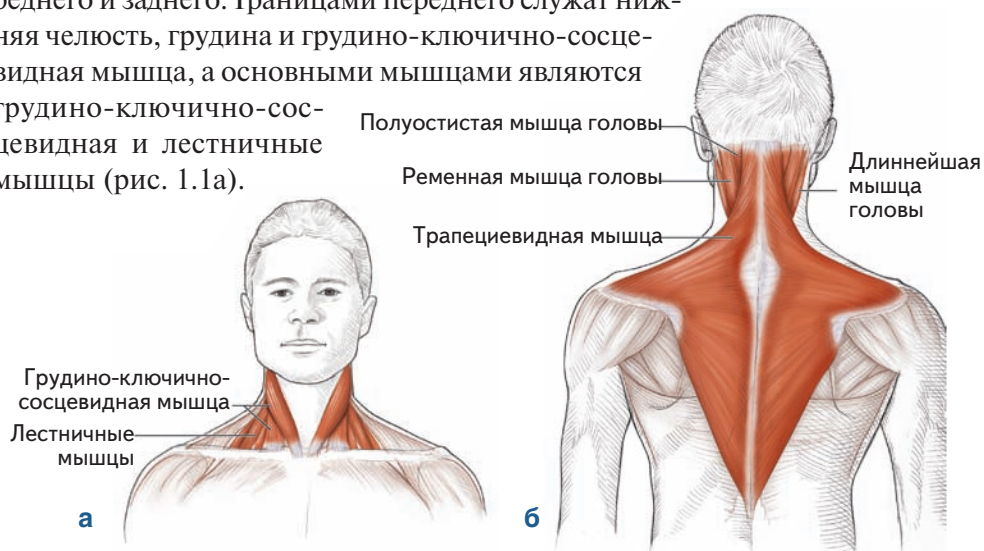 реднего и заднего. Границами переднего служат ниж-
няя челюсть, грудина и грудино-ключично-сосце-
видная мышца, а основными мышцами являются
грудино-ключично-сос-
цевидная и лестничные
мышцы (рис. 1.1а).
Полуостистая мышца головы
Ременная мышца головы
Трапециевидная мышца
Длиннейшая
мышца
головы
Грудино-ключично-
сосцевидная мышца
Лестничные
мышцы
а
б